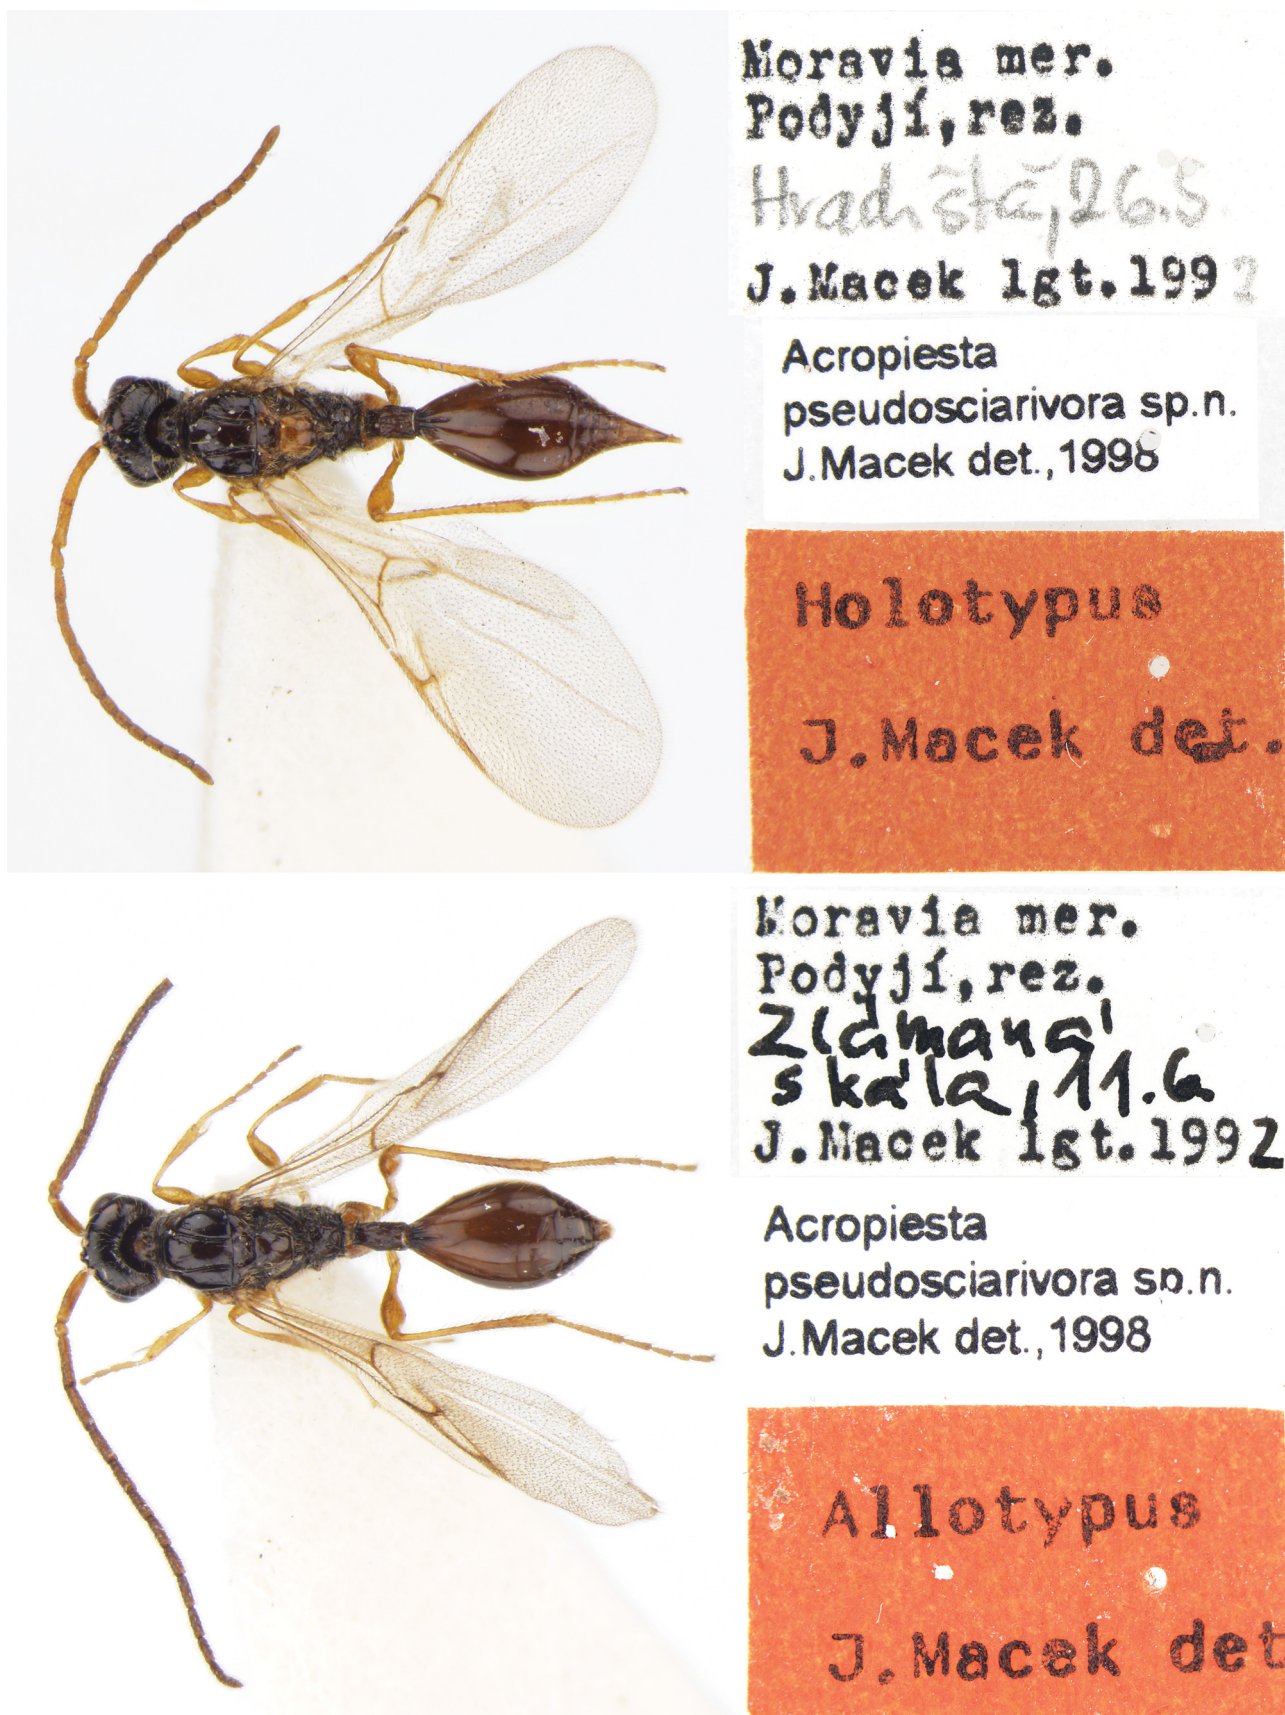 Moravia mer.
Podyjí,rez.
Hradiště,26.5
J.Macek lgt.1992
Acropiesta
pseudosciarivora sp.n.
J.Macek det.,1998
Holotypus
J.Macek det.
Moravia mer.
Podyjí,rez.
Zlámaná
skála,11.6
J.Macek lgt.1992
Acropiesta
pseudosciarivora sp.n.
J.Macek det.,1998
Allotypus
J.Macek det